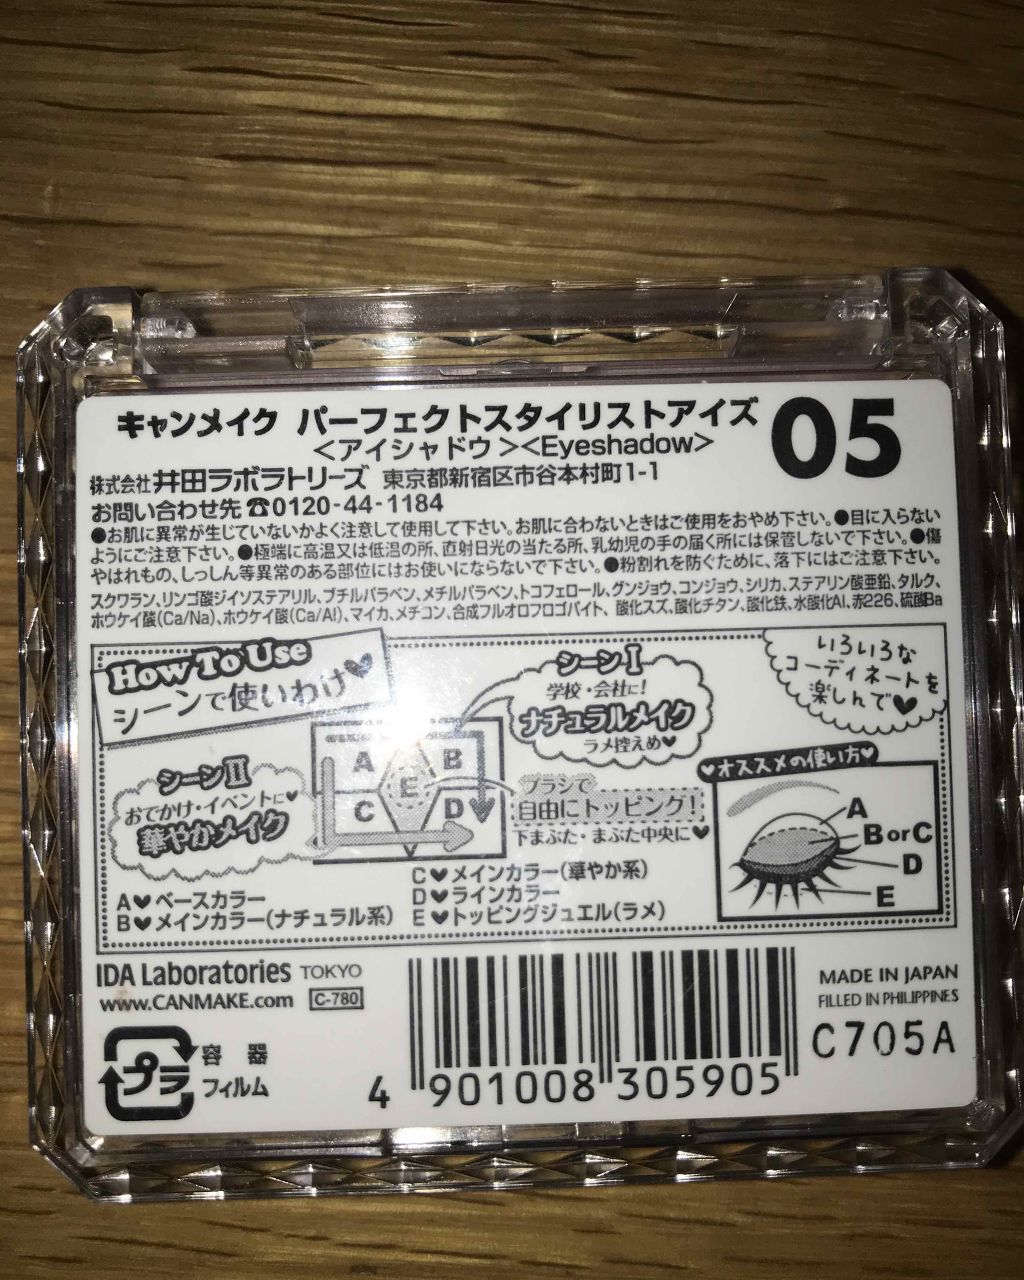 キャンメイク パーフェクトスタイリストアイズ
05
<アイシャドウ><Eyeshadow>
株式会社 井田ラボラトリーズ 東京都新宿区市谷本村町1-1
お問い合わせ先☎0120-44-1184
●お肌に異常が生じていないかよく注意して使用して下さい。お肌に合わないときはご使用をおやめ下さい。●目に入らない
ようにご注意下さい。●極端に高温又は低温の所、直射日光の当たる所、乳幼児の手の届く所には保管しないで下さい。●傷
やはれもの、しっしん等異常のある部位にはお使いにならないで下さい。●粉割れを防ぐために、落下にはご注意下さい。
スクワラン、リンゴ酸ジイソステアリル、ブチルパラベン、メチルパラベン、トコフェロール、グンジョウ、コンジョウ、シリカ、ステアリン酸亜鉛、タルク、
ホウケイ酸(Ca/Na)、ホウケイ酸(Ca/Al)、マイカ、メチコン、合成フルオロフロゴパイト、酸化スズ、酸化チタン、酸化鉄、水酸化Al、赤226、硫酸Ba
How To Use
シーンで使いわけ♥
シーンI
学校・会社に!
ナチュラルメイク
ラメ控えめ♥
いろいろな
コーディネートを
楽しんで♥
シーンII
おでかけ・イベントに♥
華やかメイク
A
B
E
C
D
ブラシで
自由にトッピング!
下まぶた・まぶた中央に♥
♥オススメの使い方♥
A
B or C
D
E
A♥ベースカラー
B♥メインカラー(ナチュラル系)
C♥メインカラー(華やか系)
D♥ラインカラー
E♥トッピングジュエル(ラメ)
IDA Laboratories TOKYO
www.CANMAKE.com C-780
プラ
容器
フィルム
4 901008 305905
MADE IN JAPAN
FILLED IN PHILIPPINES
C705A